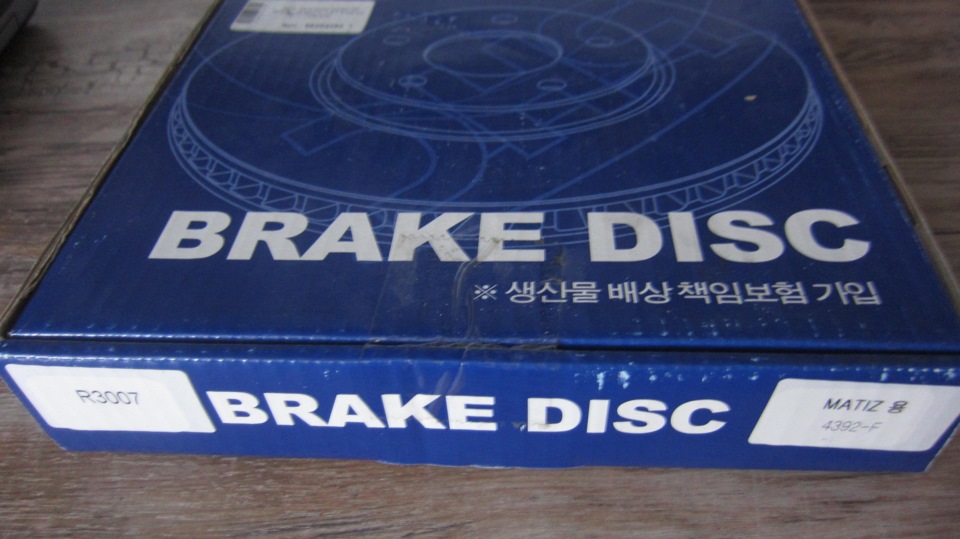 BRAKE DISC
※ 생산물 배상 책임보험 가입
R3007
BRAKE DISC
MATIZ 용
4392-F